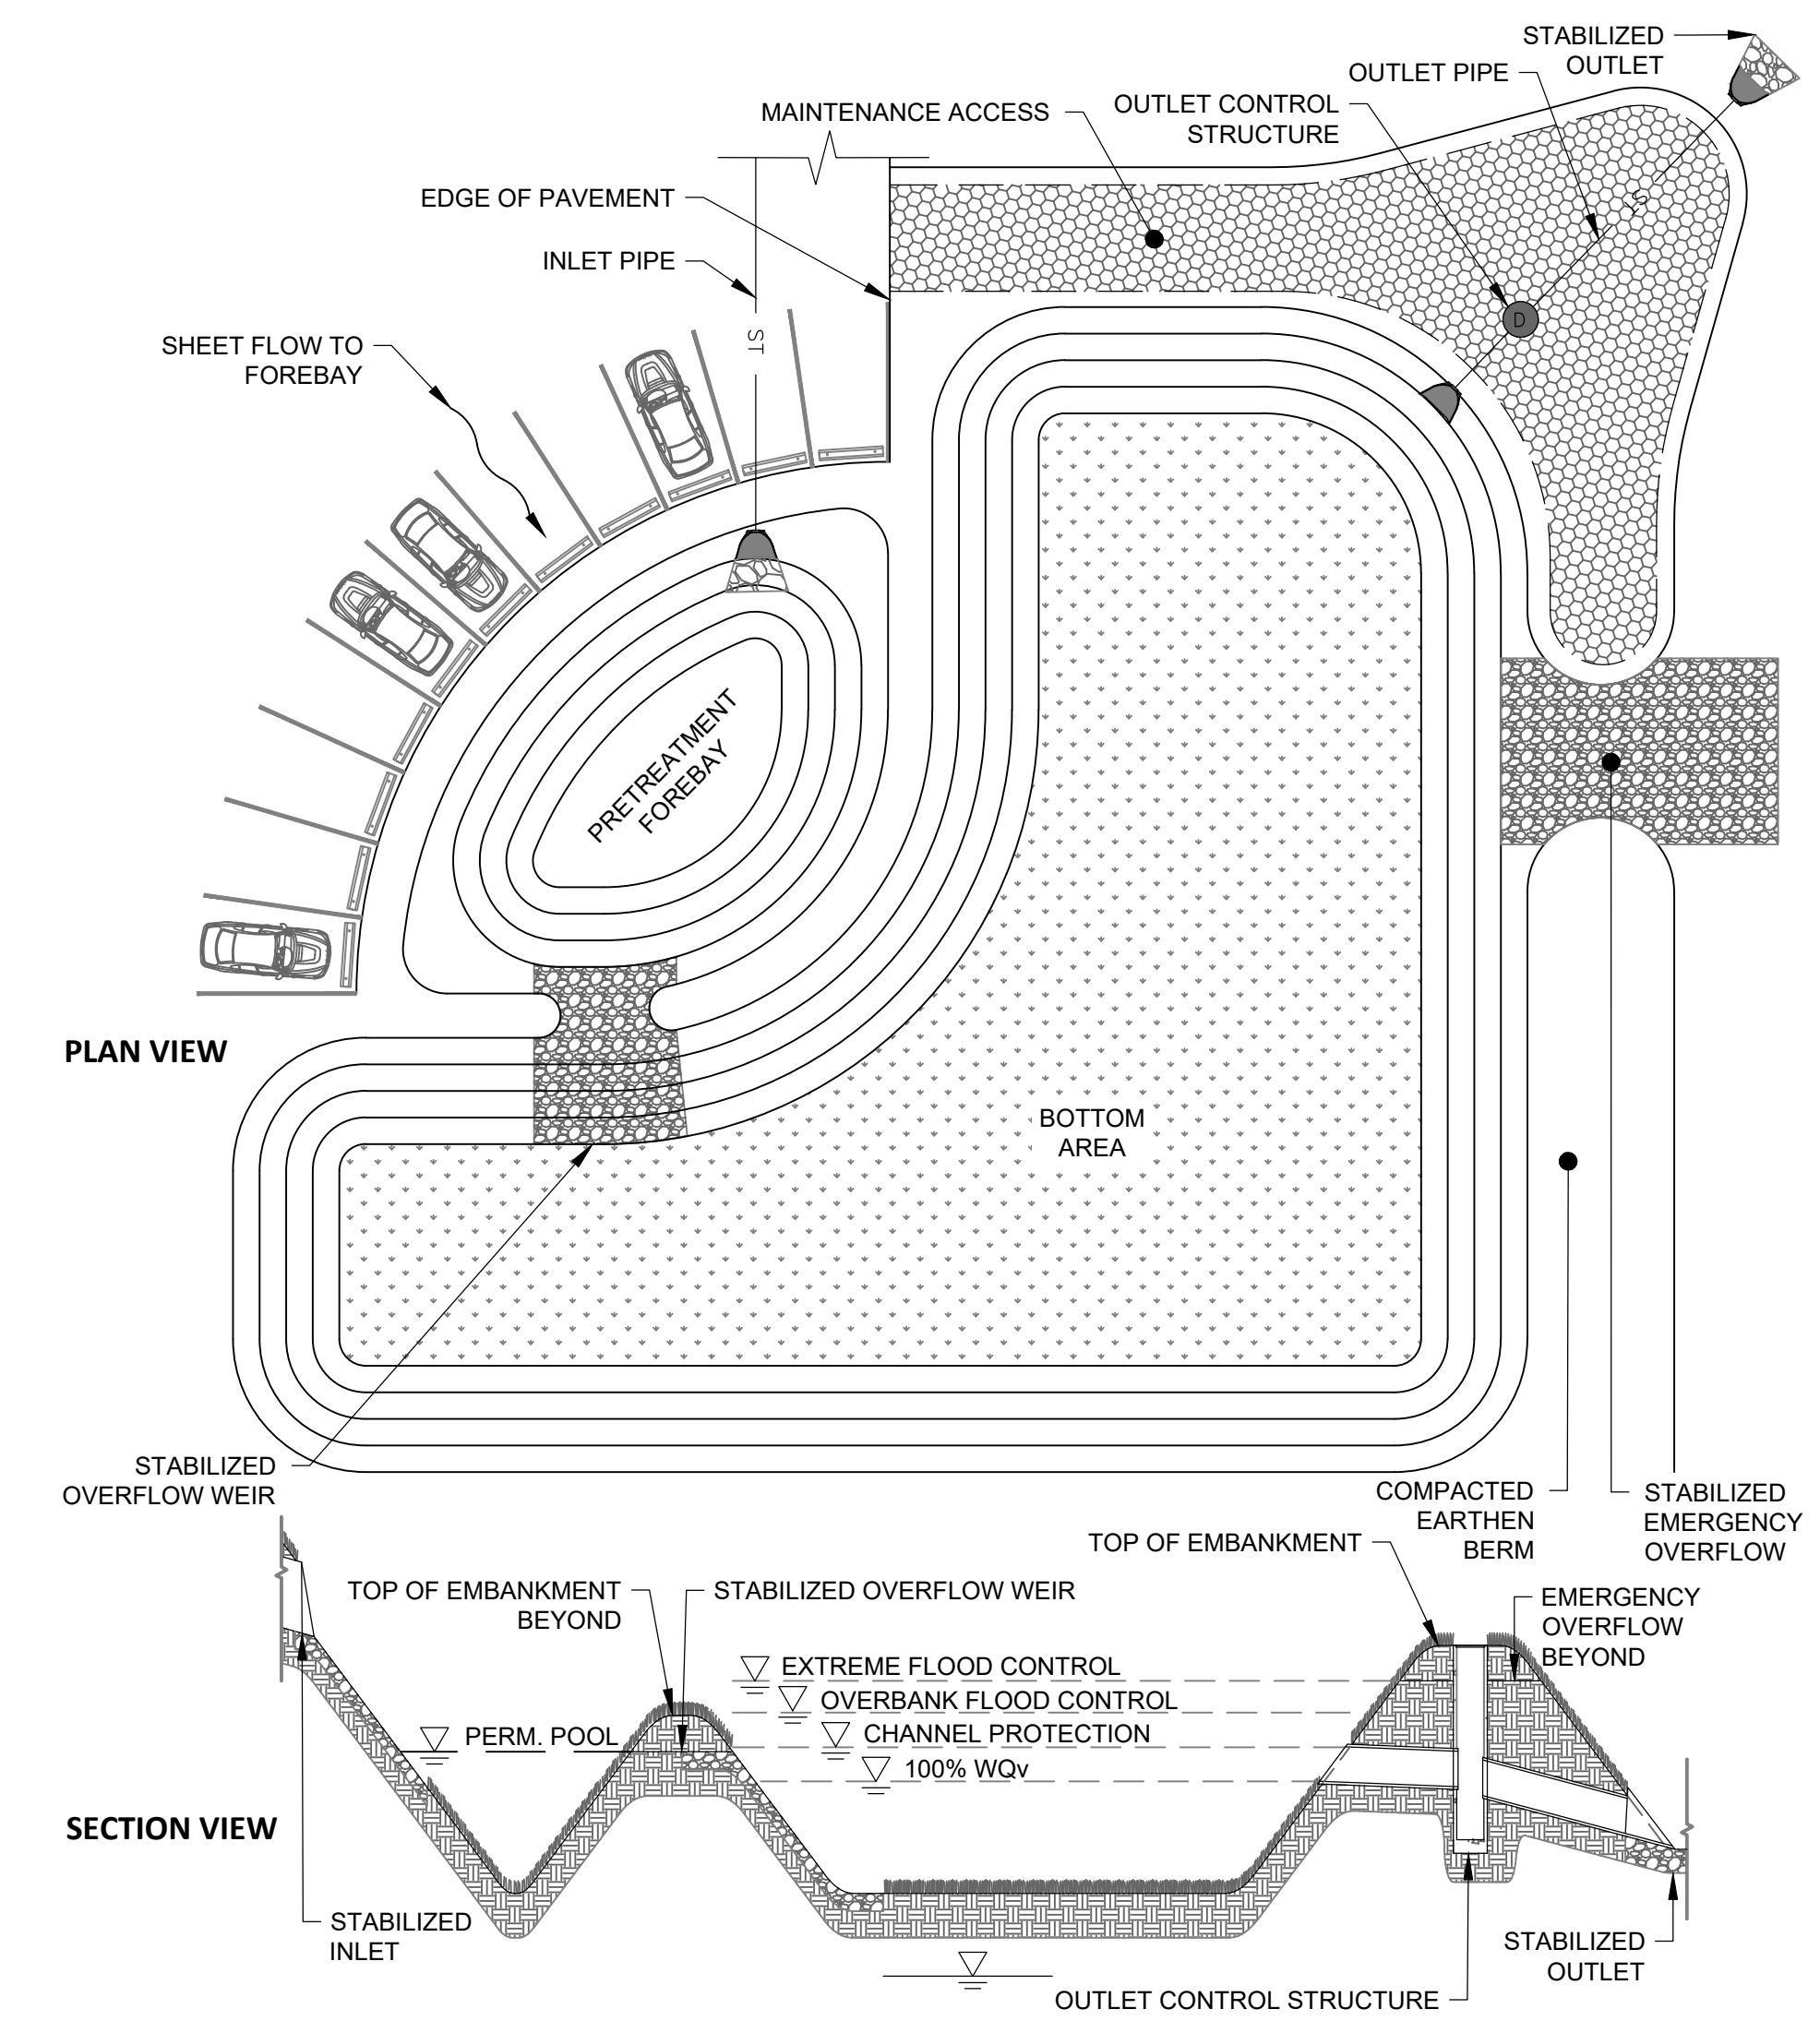 STABILIZED
OUTLET
OUTLET PIPE
OUTLET CONTROL
STRUCTURE
MAINTENANCE ACCESS
EDGE OF PAVEMENT
INLET PIPE
SHEET FLOW TO
FOREBAY
ST
ST
D
PRETREATMENT
FOREBAY
PLAN VIEW
BOTTOM
AREA
STABILIZED
OVERFLOW WEIR
COMPACTED
EARTHEN
BERM
STABILIZED
EMERGENCY
OVERFLOW
TOP OF EMBANKMENT
TOP OF EMBANKMENT
BEYOND
STABILIZED OVERFLOW WEIR
EMERGENCY
OVERFLOW
BEYOND
EXTREME FLOOD CONTROL
OVERBANK FLOOD CONTROL
CHANNEL PROTECTION
PERM. POOL
100% WQv
SECTION VIEW
STABILIZED
INLET
STABILIZED
OUTLET
OUTLET CONTROL STRUCTURE